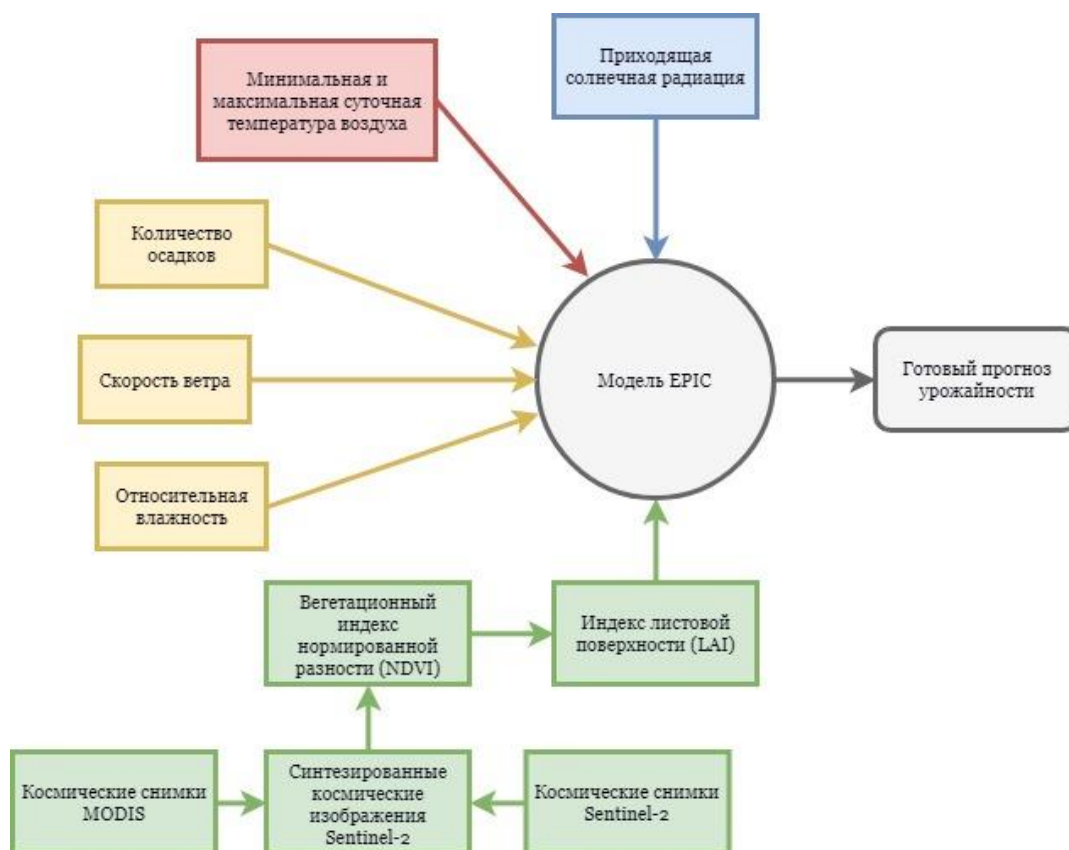 Приходящая
солнечная радиация
Минимальная и
максимальная суточная
температура воздуха
Количество
осадков
Скорость ветра
Модель EPIC
Готовый прогноз
урожайности
Относительная
влажность
Вегетационный
индекс
нормированной
разности (NDVI)
Индекс листовой
поверхности (LAI)
Космические снимки
MODIS
Синтезированные
космические
изображения
Sentinel-2
Космические снимки
Sentinel-2